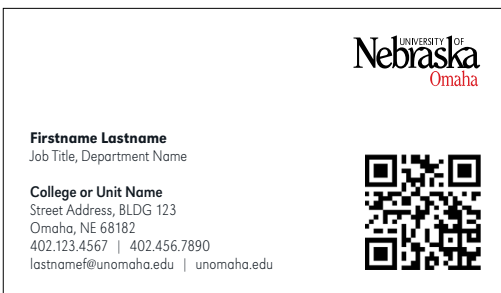 UNIVERSITY OF
Nebraska
Omaha
Firstname Lastname
Job Title, Department Name
College or Unit Name
Street Address, BLDG 123
Omaha, NE 68182
402.123.4567 | 402.456.7890
lastnamef@unomaha.edu | unomaha.edu